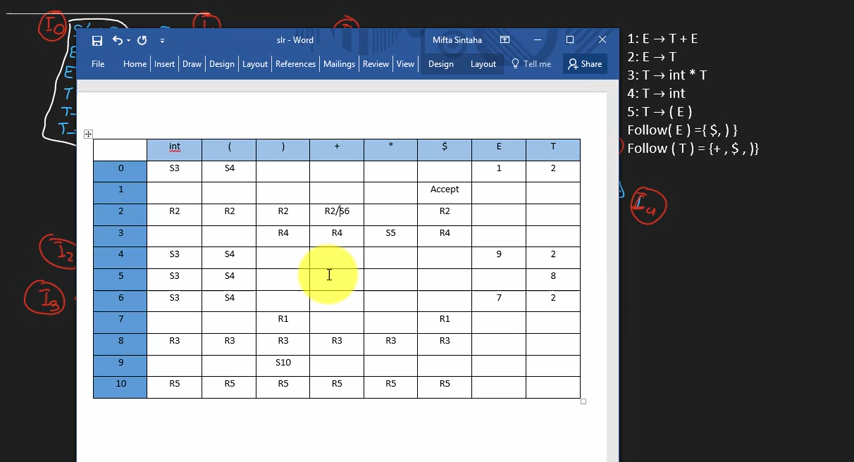 I0
slr - Word
Mifta Sintaha
File Home Insert Draw Design Layout References Mailings Review View Design Layout Tell me Share
int ( ) + * $ E T
0 S3 S4 1 2
1 Accept
2 R2 R2 R2 R2/S6 R2
3 R4 R4 S5 R4
4 S3 S4 9 2
5 S3 S4 8
6 S3 S4 7 2
7 R1 R1
8 R3 R3 R3 R3 R3 R3
9 S10
10 R5 R5 R5 R5 R5 R5
I2
I3
1: E → T + E
2: E → T
3: T → int * T
4: T → int
5: T → ( E )
Follow( E ) ={ $, ) }
Follow ( T ) = {+ , $ , )}
I4